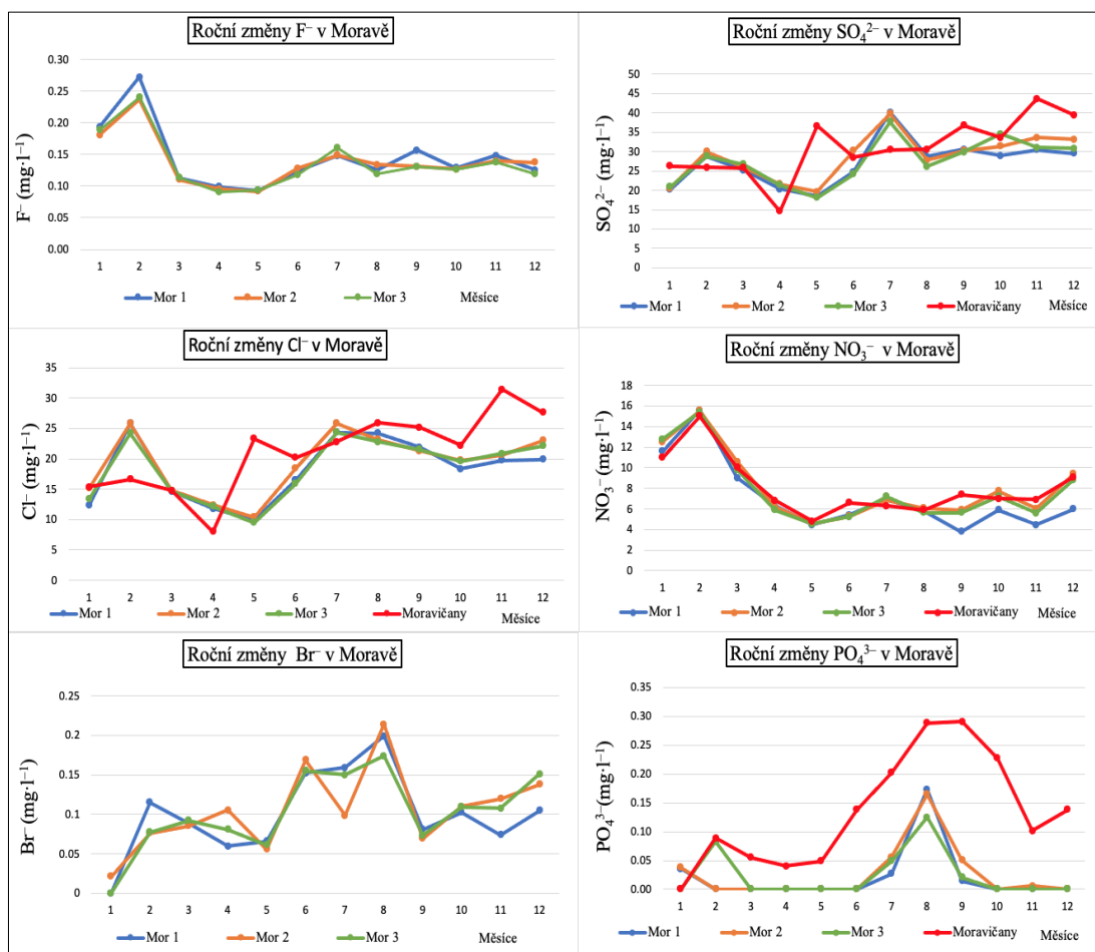 Roční změny F⁻ v Moravě
F⁻ (mg·l⁻¹)
0.30
0.25
0.20
0.15
0.10
0.05
0.00
1 2 3 4 5 6 7 8 9 10 11 12
Mor 1 Mor 2 Mor 3 Měsíce
Roční změny SO₄²⁻ v Moravě
SO₄²⁻ (mg·l⁻¹)
50
45
40
35
30
25
20
15
10
5
0
1 2 3 4 5 6 7 8 9 10 11 12
Mor 1 Mor 2 Mor 3 Moravičany Měsíce
Roční změny Cl⁻ v Moravě
Cl⁻ (mg·l⁻¹)
35
30
25
20
15
10
5
0
1 2 3 4 5 6 7 8 9 10 11 12
Mor 1 Mor 2 Mor 3 Moravičany Měsíce
Roční změny NO₃⁻ v Moravě
NO₃⁻ (mg·l⁻¹)
18
16
14
12
10
8
6
4
2
0
1 2 3 4 5 6 7 8 9 10 11 12
Mor 1 Mor 2 Mor 3 Moravičany Měsíce
Roční změny Br⁻ v Moravě
Br⁻ (mg·l⁻¹)
0.25
0.2
0.15
0.1
0.05
0
1 2 3 4 5 6 7 8 9 10 11 12
Mor 1 Mor 2 Mor 3 Měsíce
Roční změny PO₄³⁻ v Moravě
PO₄³⁻(mg·l⁻¹)
0.35
0.30
0.25
0.20
0.15
0.10
0.05
0.00
1 2 3 4 5 6 7 8 9 10 11 12
Mor 1 Mor 2 Mor 3 Moravičany Měsíce